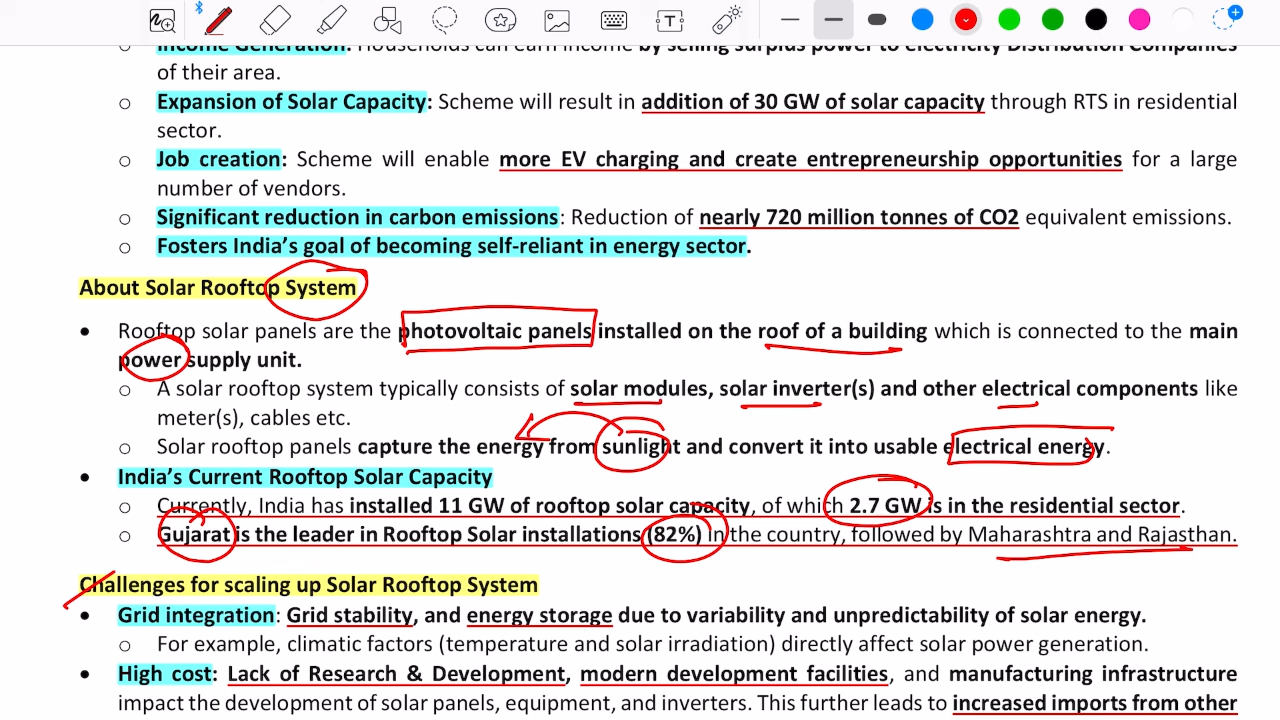 Income Generation: Households can earn income by selling surplus power to electricity Distribution Companies
of their area.
o Expansion of Solar Capacity: Scheme will result in addition of 30 GW of solar capacity through RTS in residential
sector.
o Job creation: Scheme will enable more EV charging and create entrepreneurship opportunities for a large
number of vendors.
o Significant reduction in carbon emissions: Reduction of nearly 720 million tonnes of CO2 equivalent emissions.
o Fosters India's goal of becoming self-reliant in energy sector.
About Solar Rooftop System
• Rooftop solar panels are the photovoltaic panels installed on the roof of a building which is connected to the main
power supply unit.
o A solar rooftop system typically consists of solar modules, solar inverter(s) and other electrical components like
meter(s), cables etc.
o Solar rooftop panels capture the energy from sunlight and convert it into usable electrical energy.
• India's Current Rooftop Solar Capacity
o Currently, India has installed 11 GW of rooftop solar capacity, of which 2.7 GW is in the residential sector.
o Gujarat is the leader in Rooftop Solar installations (82%) in the country, followed by Maharashtra and Rajasthan.
Challenges for scaling up Solar Rooftop System
• Grid integration: Grid stability, and energy storage due to variability and unpredictability of solar energy.
o For example, climatic factors (temperature and solar irradiation) directly affect solar power generation.
• High cost: Lack of Research & Development, modern development facilities, and manufacturing infrastructure
impact the development of solar panels, equipment, and inverters. This further leads to increased imports from other